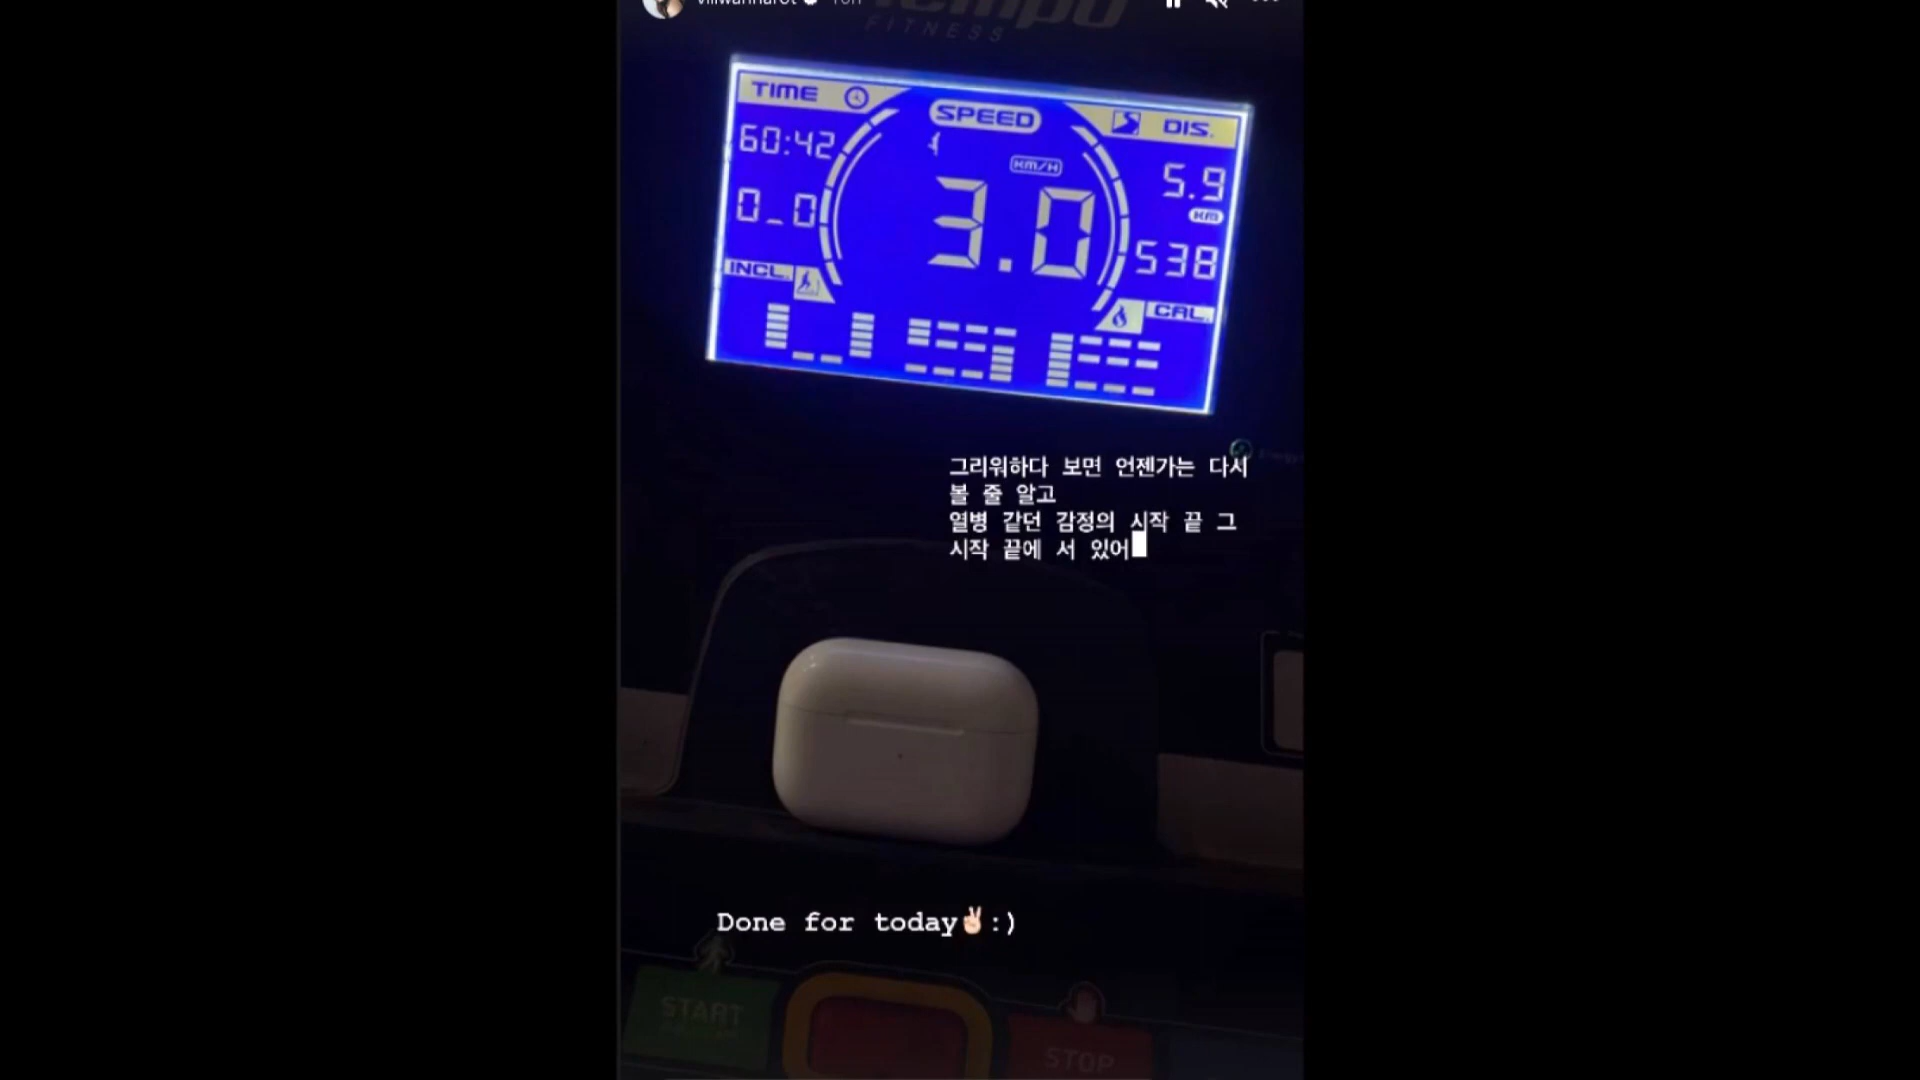 FITNESS
TIME
SPEED
DIS.
60:42
KM/H
5.9
KM
3.0
0_0
538
INCL.
CAL.
그리워하다 보면 언젠가는 다시
볼 줄 알고
열병 같던 감정의 시작 끝 그
시작 끝에 서 있어
Done for today✌🏻:)
START
STOP